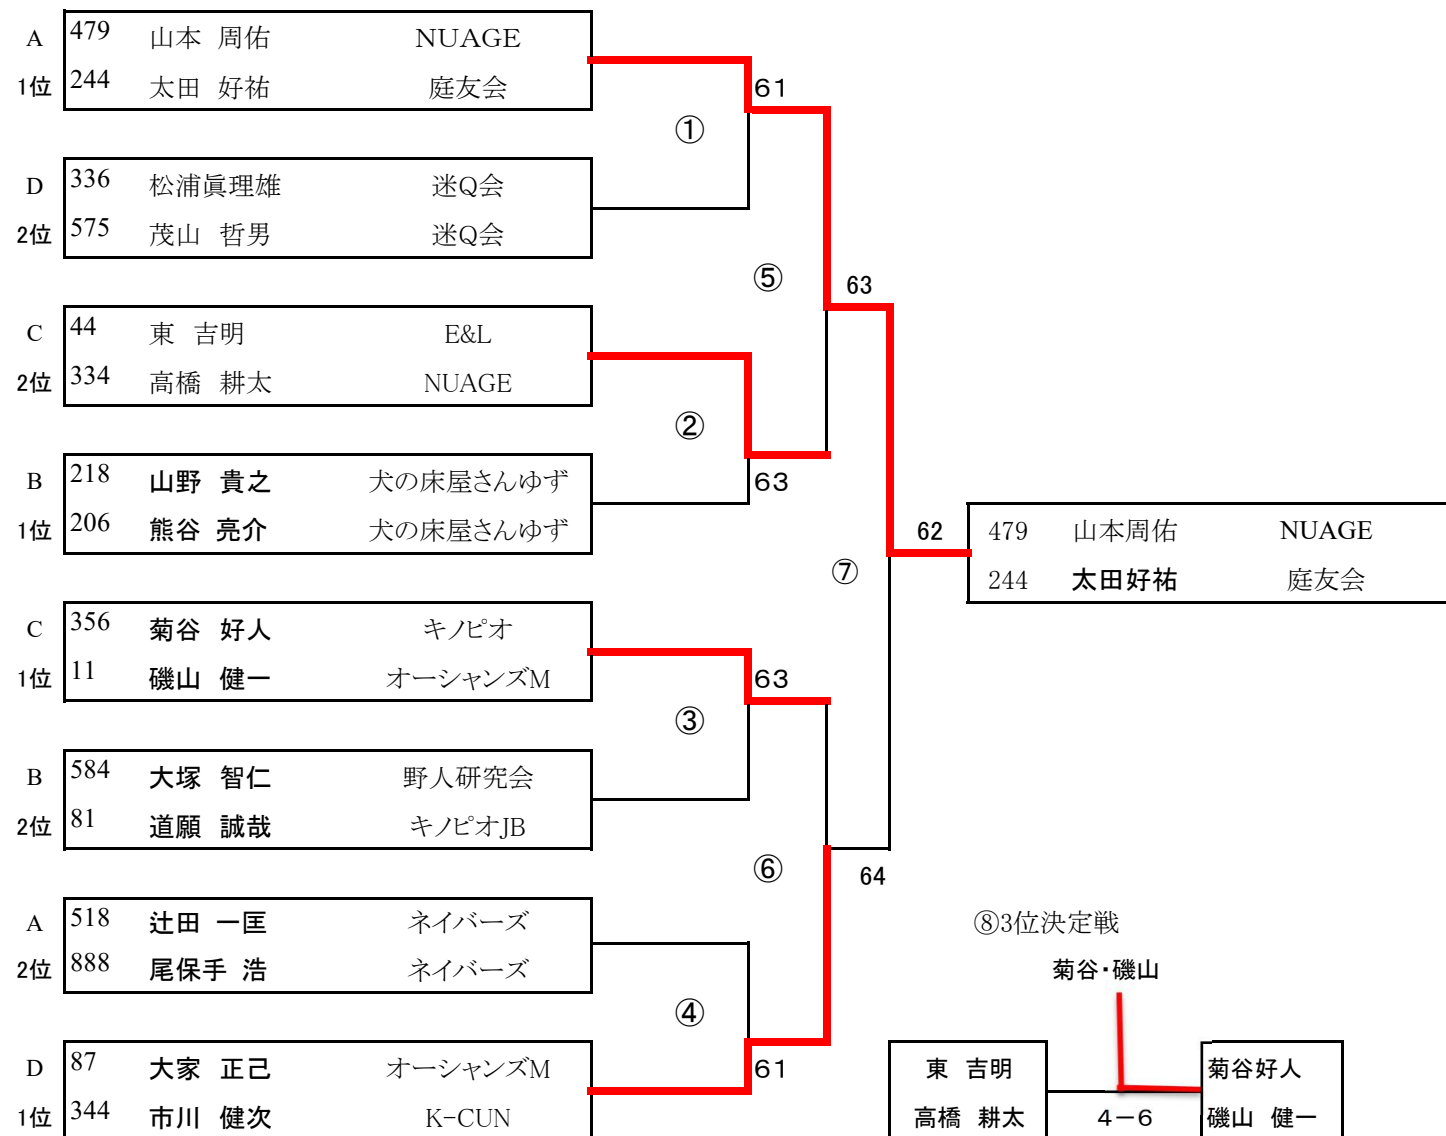 A 479 山本 周佑 NUAGE
1位 244 太田 好祐 庭友会
61
①
D 336 松浦眞理雄 迷Q会
2位 575 茂山 哲男 迷Q会
⑤ 63
C 44 東 吉明 E&L
2位 334 高橋 耕太 NUAGE
②
B 218 山野 貴之 犬の床屋さんゆず
63
1位 206 熊谷 亮介 犬の床屋さんゆず
62 479 山本周佑 NUAGE
⑦
244 太田好祐 庭友会
C 356 菊谷 好人 キノピオ
1位 11 磯山 健一 オーシャンズM
63
③
B 584 大塚 智仁 野人研究会
2位 81 道願 誠哉 キノピオJB
⑥ 64
A 518 辻田 一匡 ネイバーズ
⑧3位決定戦
2位 888 尾保手 浩 ネイバーズ
菊谷・磯山
④
D 87 大家 正己 オーシャンズM
61
東 吉明 菊谷好人
1位 344 市川 健次 K-CUN
高橋 耕太 4-6 磯山 健一